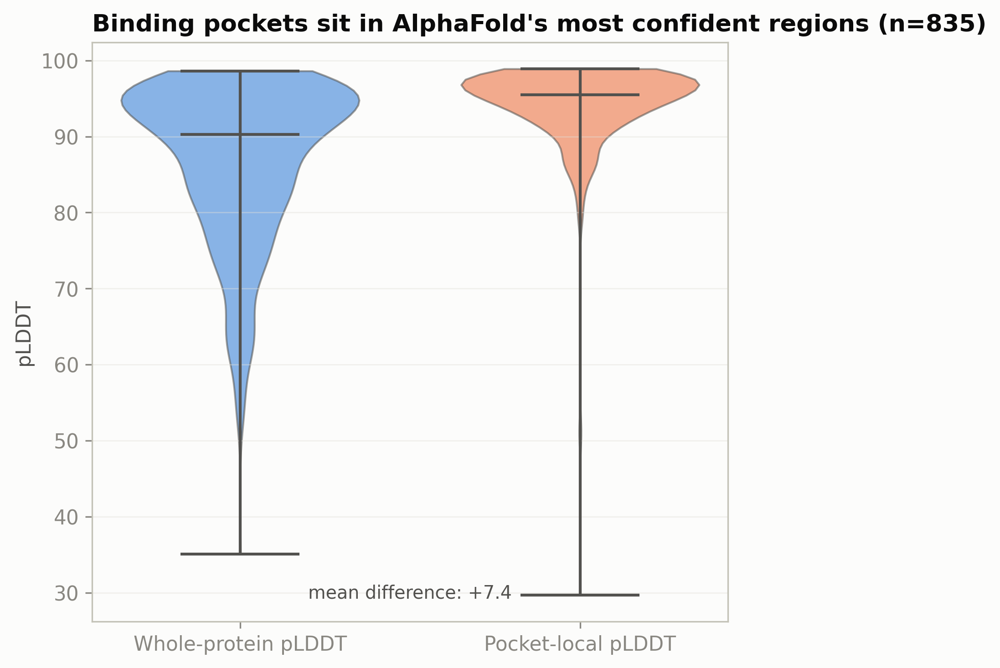 Binding pockets sit in AlphaFold's most confident regions (n=835)
100
90
80
70
60
50
40
30
pLDDT
mean difference: +7.4
Whole-protein pLDDT
Pocket-local pLDDT